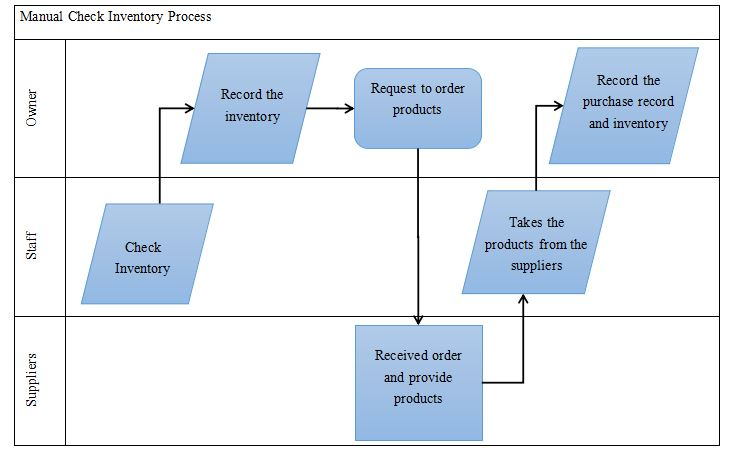 Manual Check Inventory Process
Owner
Record the
inventory
Request to order
products
Record the
purchase record
and inventory
Staff
Check
Inventory
Takes the
products from the
suppliers
Suppliers
Received order
and provide
products